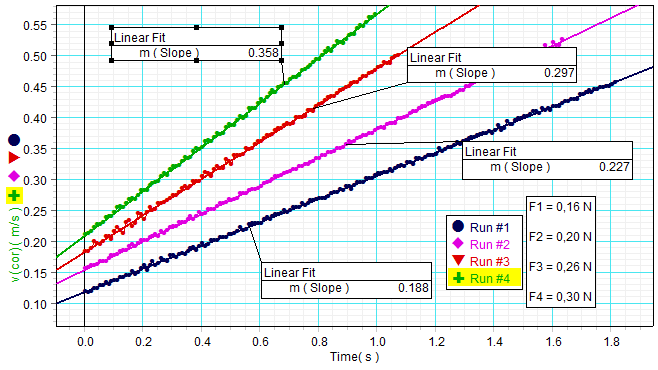 0.55
0.50
0.45
0.40
0.35
0.30
0.25
0.20
0.15
0.10
v(cor)( m/s )
Linear Fit
m ( Slope ) 0.358
Linear Fit
m ( Slope ) 0.297
Linear Fit
m ( Slope ) 0.227
Linear Fit
m ( Slope ) 0.188
Run #1
Run #2
Run #3
Run #4
F1 = 0,16 N
F2 = 0,20 N
F3 = 0,26 N
F4 = 0,30 N
0.0 0.2 0.4 0.6 0.8 1.0 1.2 1.4 1.6 1.8
Time( s )